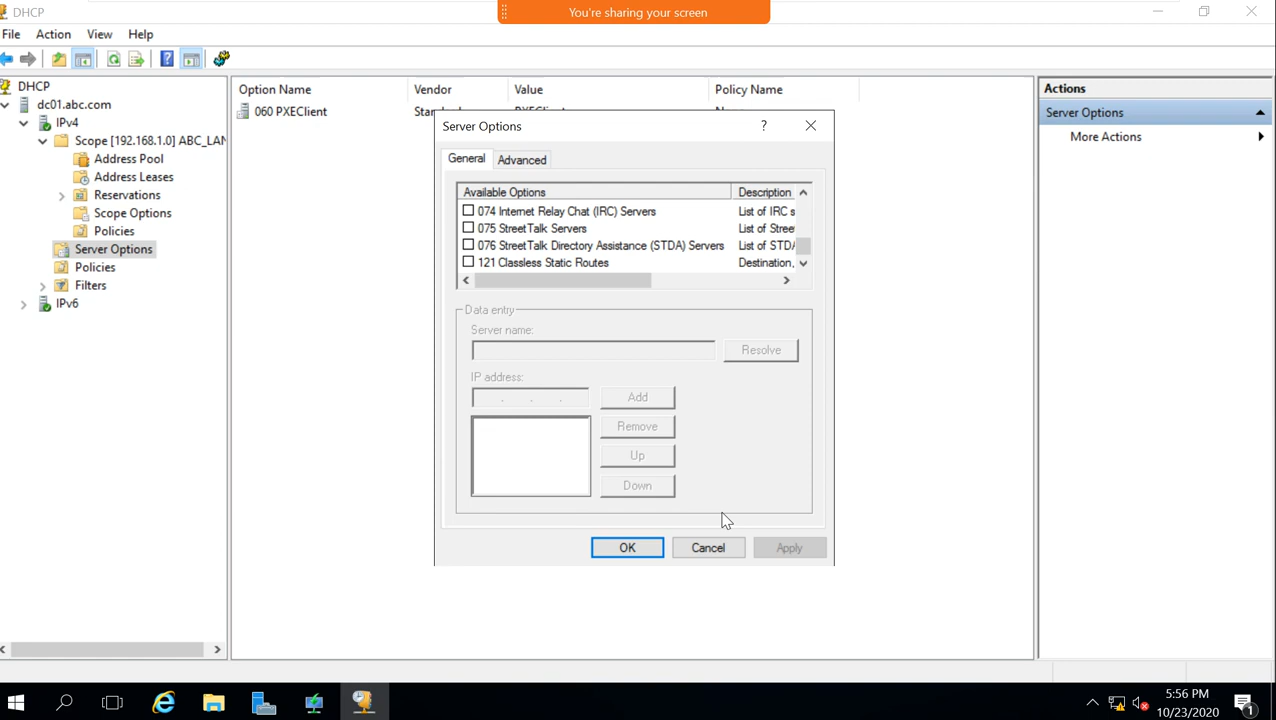 DHCP
You're sharing your screen
File Action View Help
DHCP
dc01.abc.com
IPv4
Scope [192.168.1.0] ABC_LAN
Address Pool
Address Leases
Reservations
Scope Options
Policies
Server Options
Policies
Filters
IPv6
Option Name Vendor Value Policy Name
060 PXEClient
Server Options
?
General Advanced
Available Options Description
074 Internet Relay Chat (IRC) Servers List of IRC s
075 StreetTalk Servers List of Stree
076 StreetTalk Directory Assistance (STDA) Servers List of STD
121 Classless Static Routes Destination,
Data entry
Server name:
Resolve
IP address:
. . . Add
Remove
Up
Down
OK Cancel Apply
Actions
Server Options
More Actions
5:56 PM
10/23/2020
1